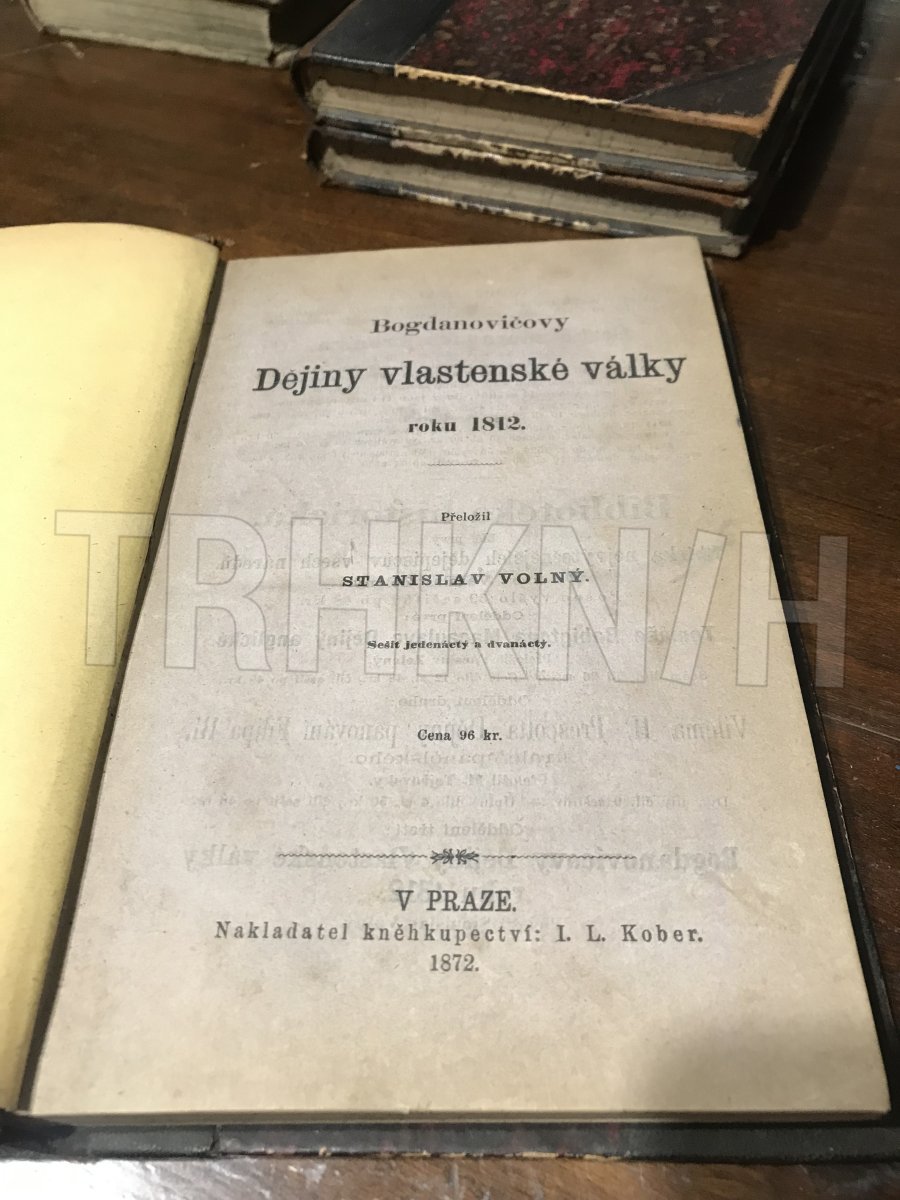 Bogdanovičovy
Dějiny vlastenské války
roku 1812.
Přeložil
STANISLAV VOLNÝ.
Sešit jedenáctý a dvanáctý.
Cena 96 kr.
V PRAZE.
Nakladatel kněhkupectví: I. L. Kober.
1872.
TRHKNIH